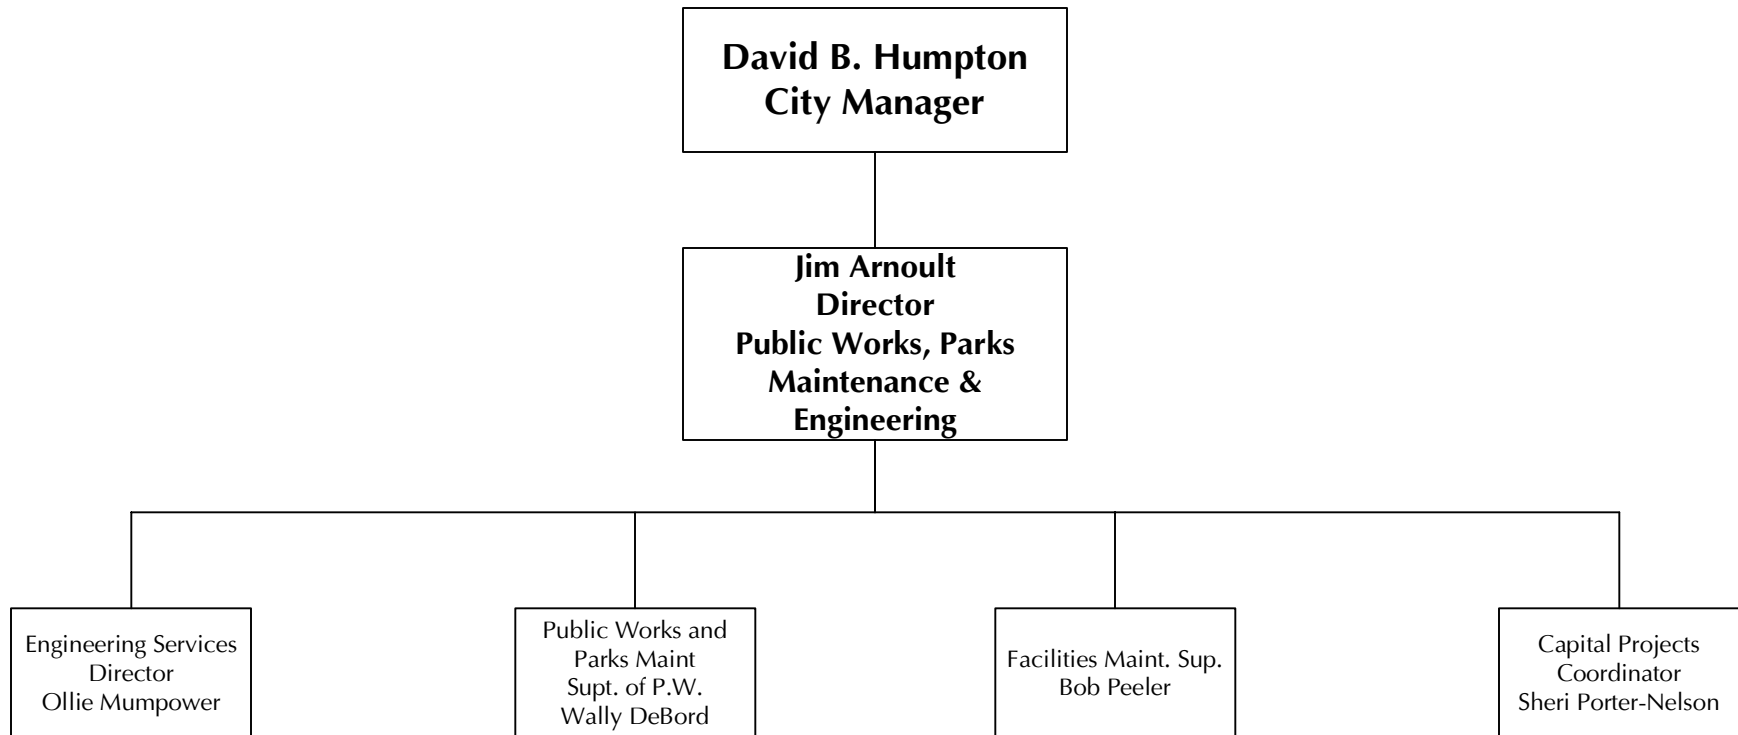 David B. Humpton
City Manager
Jim Arnoult
Director
Public Works, Parks
Maintenance &
Engineering
Engineering Services
Director
Ollie Mumpower
Public Works and
Parks Maint
Supt. of P.W.
Wally DeBord
Facilities Maint. Sup.
Bob Peeler
Capital Projects
Coordinator
Sheri Porter-Nelson